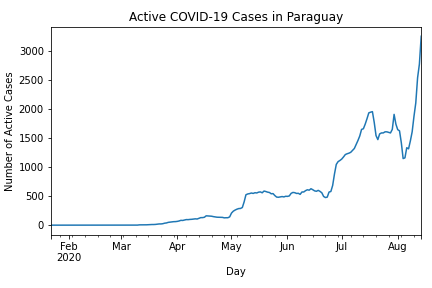 Active COVID-19 Cases in Paraguay
Number of Active Cases
3000
2500
2000
1500
1000
500
0
Feb Mar Apr May Jun Jul Aug
2020
Day